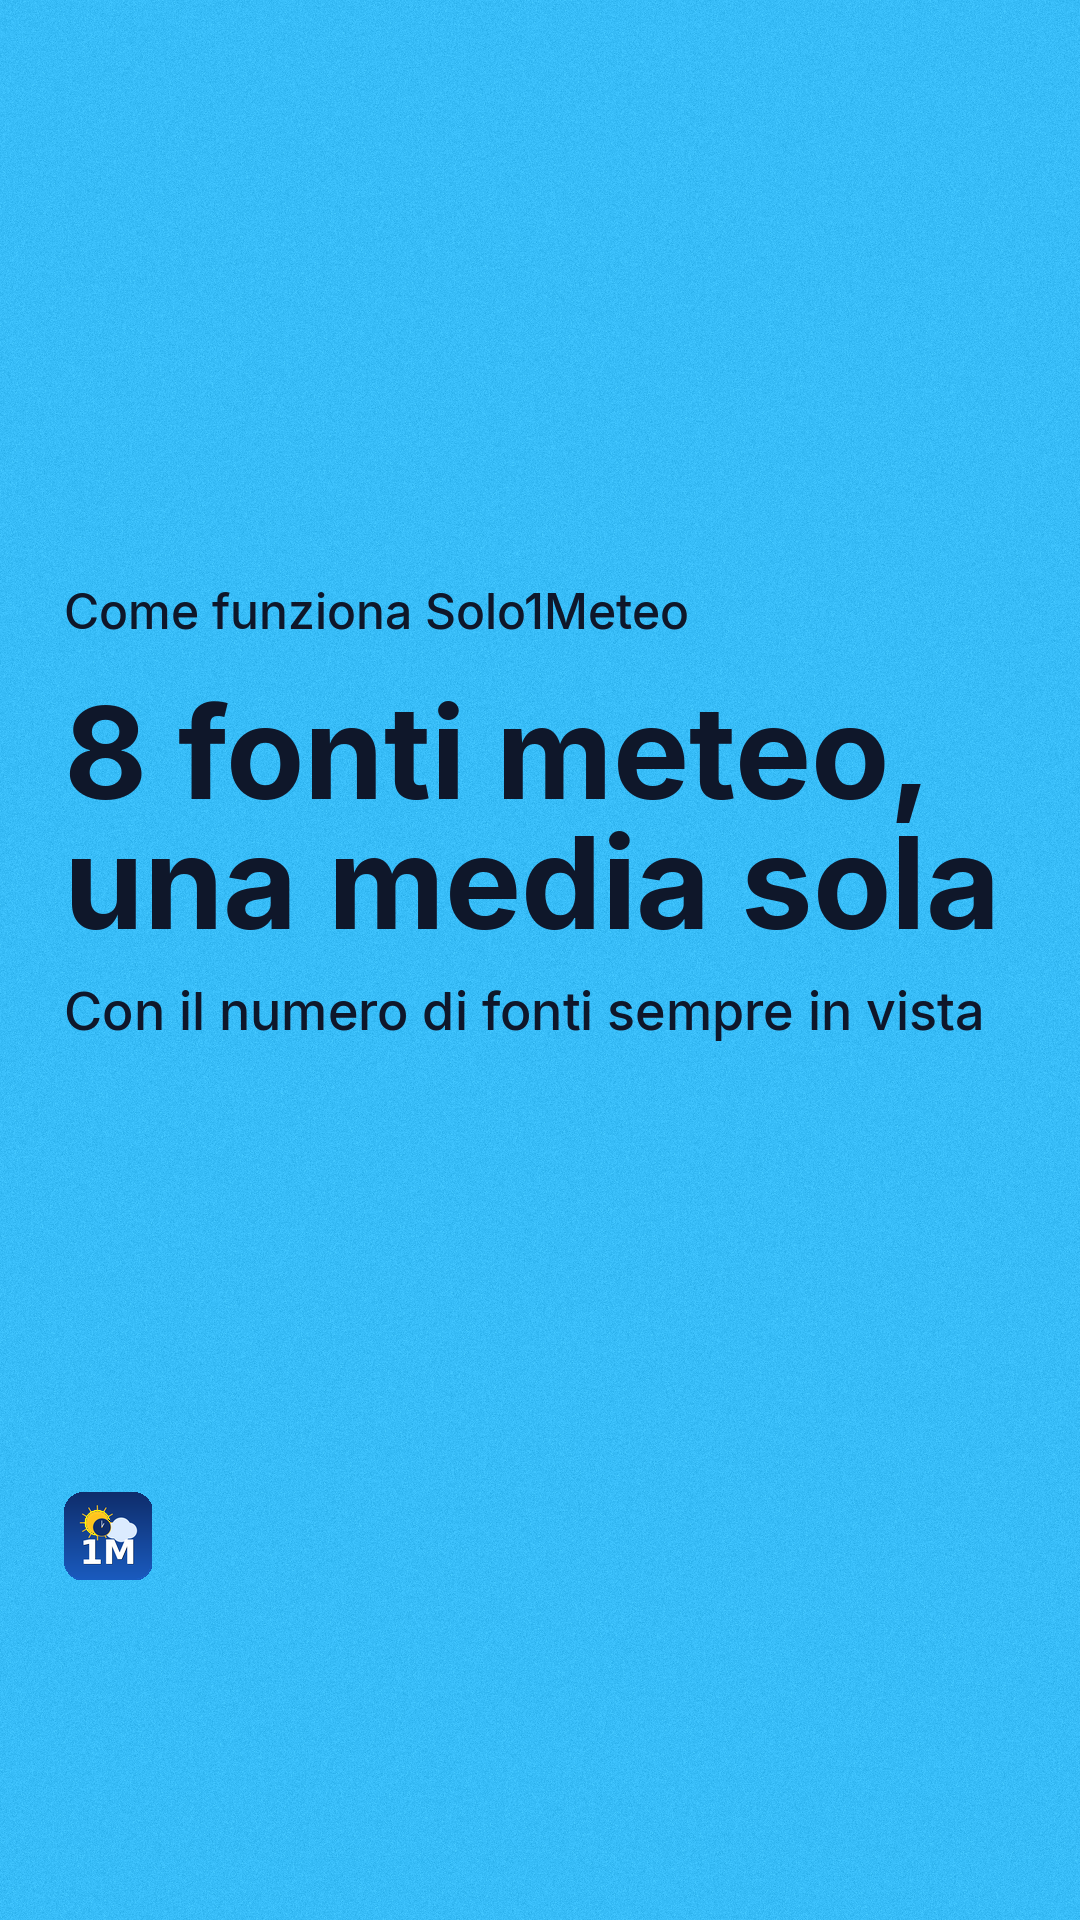 Come funziona Solo1Meteo
8 fonti meteo,
una media sola
Con il numero di fonti sempre in vista
1M